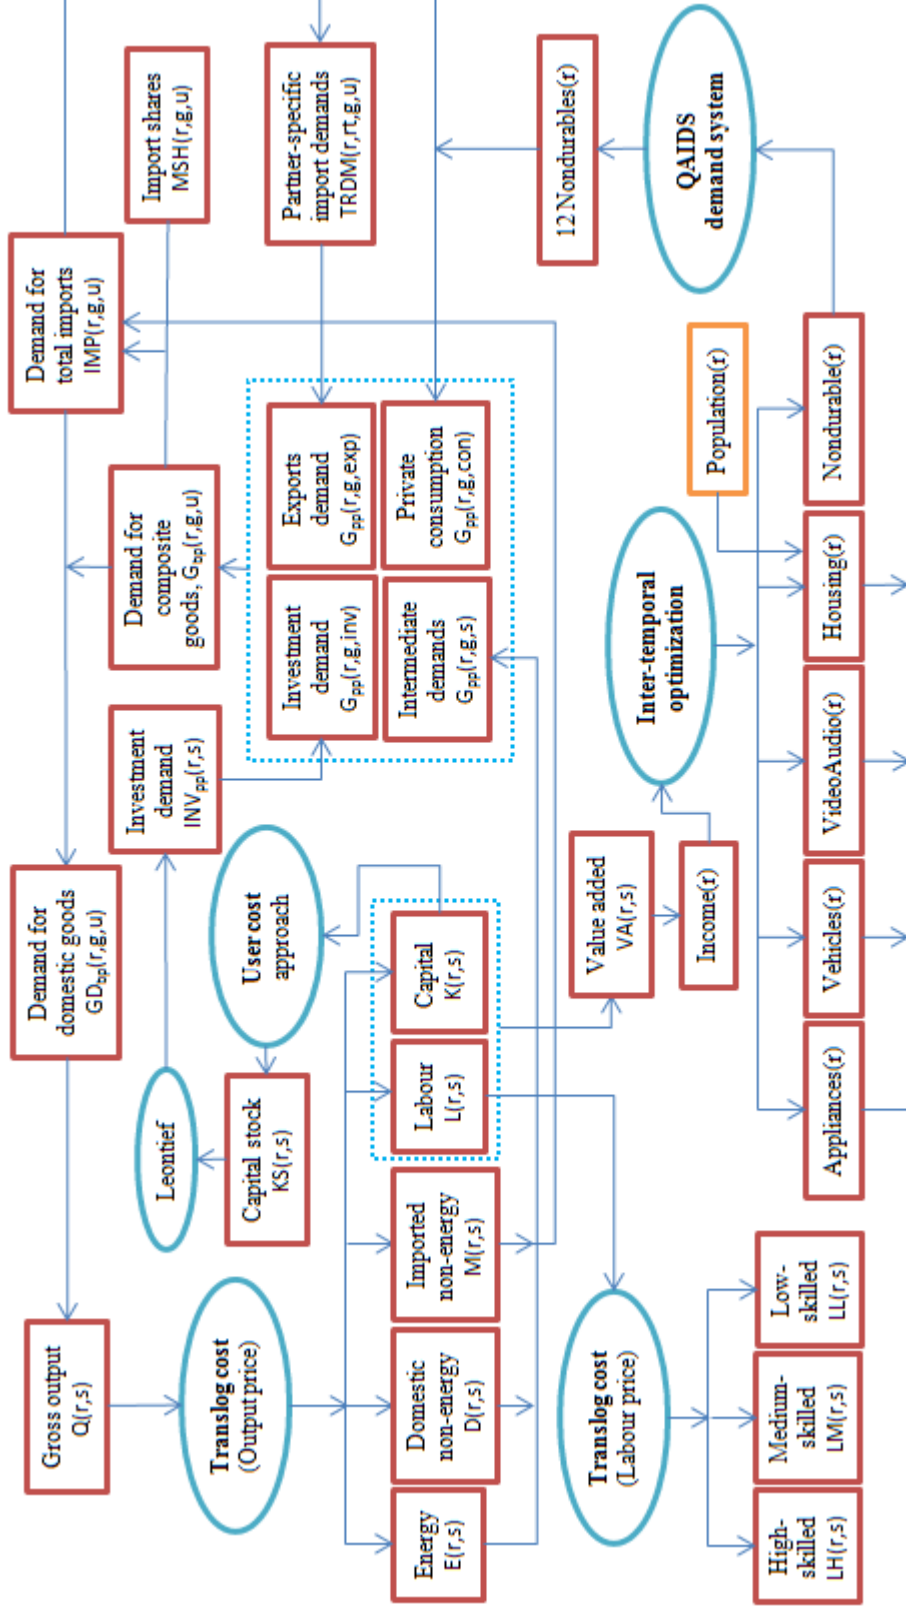 Gross output
Q(r,s)
Demand for
domestic goods
GDbp(r,g,u)
Demand for
total imports
IMP(r,g,u)
Leontief
Investment
demand
INVpp(r,s)
Demand for
composite
goods, Gbp(r,g,u)
Import shares
MSH(r,g,u)
Translog cost
(Output price)
Capital stock
KS(r,s)
User cost
approach
Investment
demand
Gpp(r,g,inv)
Exports
demand
Gpp(r,g,exp)
Partner-specific
import demands
TRDM(r,rt,g,u)
Intermediate
demands
Gpp(r,g,s)
Private
consumption
Gpp(r,g,con)
Energy
E(r,s)
Domestic
non-energy
D(r,s)
Imported
non-energy
M(r,s)
Labour
L(r,s)
Capital
K(r,s)
12 Nondurables(r)
Translog cost
(Labour price)
Value added
VA(r,s)
Income(r)
Inter-temporal
optimization
Population(r)
QAIDS
demand system
High-
skilled
LH(r,s)
Medium-
skilled
LM(r,s)
Low-
skilled
LL(r,s)
Appliances(r)
Vehicles(r)
VideoAudio(r)
Housing(r)
Nondurable(r)